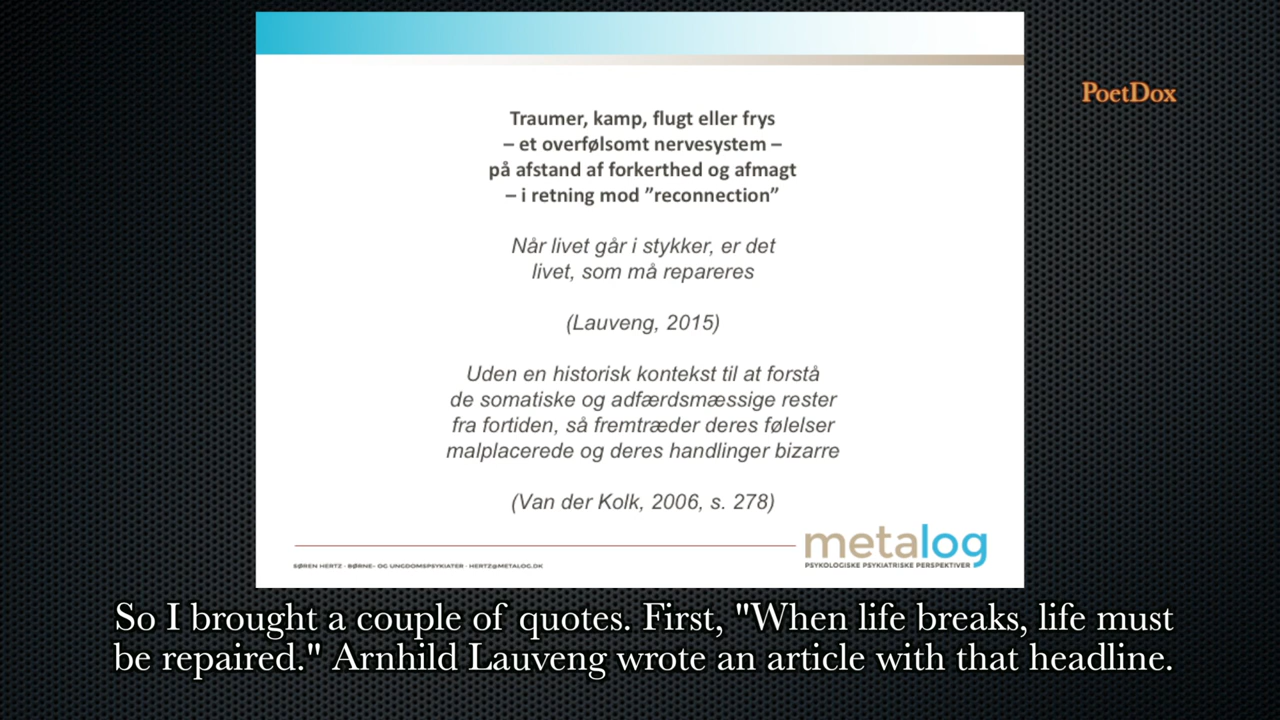 PoetDox
Traumer, kamp, flugt eller frys
– et overfølsomt nervesystem –
på afstand af forkerthed og afmagt
– i retning mod ”reconnection”
Når livet går i stykker, er det
livet, som må repareres
(Lauveng, 2015)
Uden en historisk kontekst til at forstå
de somatiske og adfærdsmæssige rester
fra fortiden, så fremtræder deres følelser
malplacerede og deres handlinger bizarre
(Van der Kolk, 2006, s. 278)
metalog
PSYKOLOGISKE PSYKIATRISKE PERSPEKTIVER
SØREN HERTZ · BØRNE- OG UNGDOMSPSYKIATER · HERTZ@METALOG.DK
So I brought a couple of quotes. First, "When life breaks, life must
be repaired." Arnhild Lauveng wrote an article with that headline.